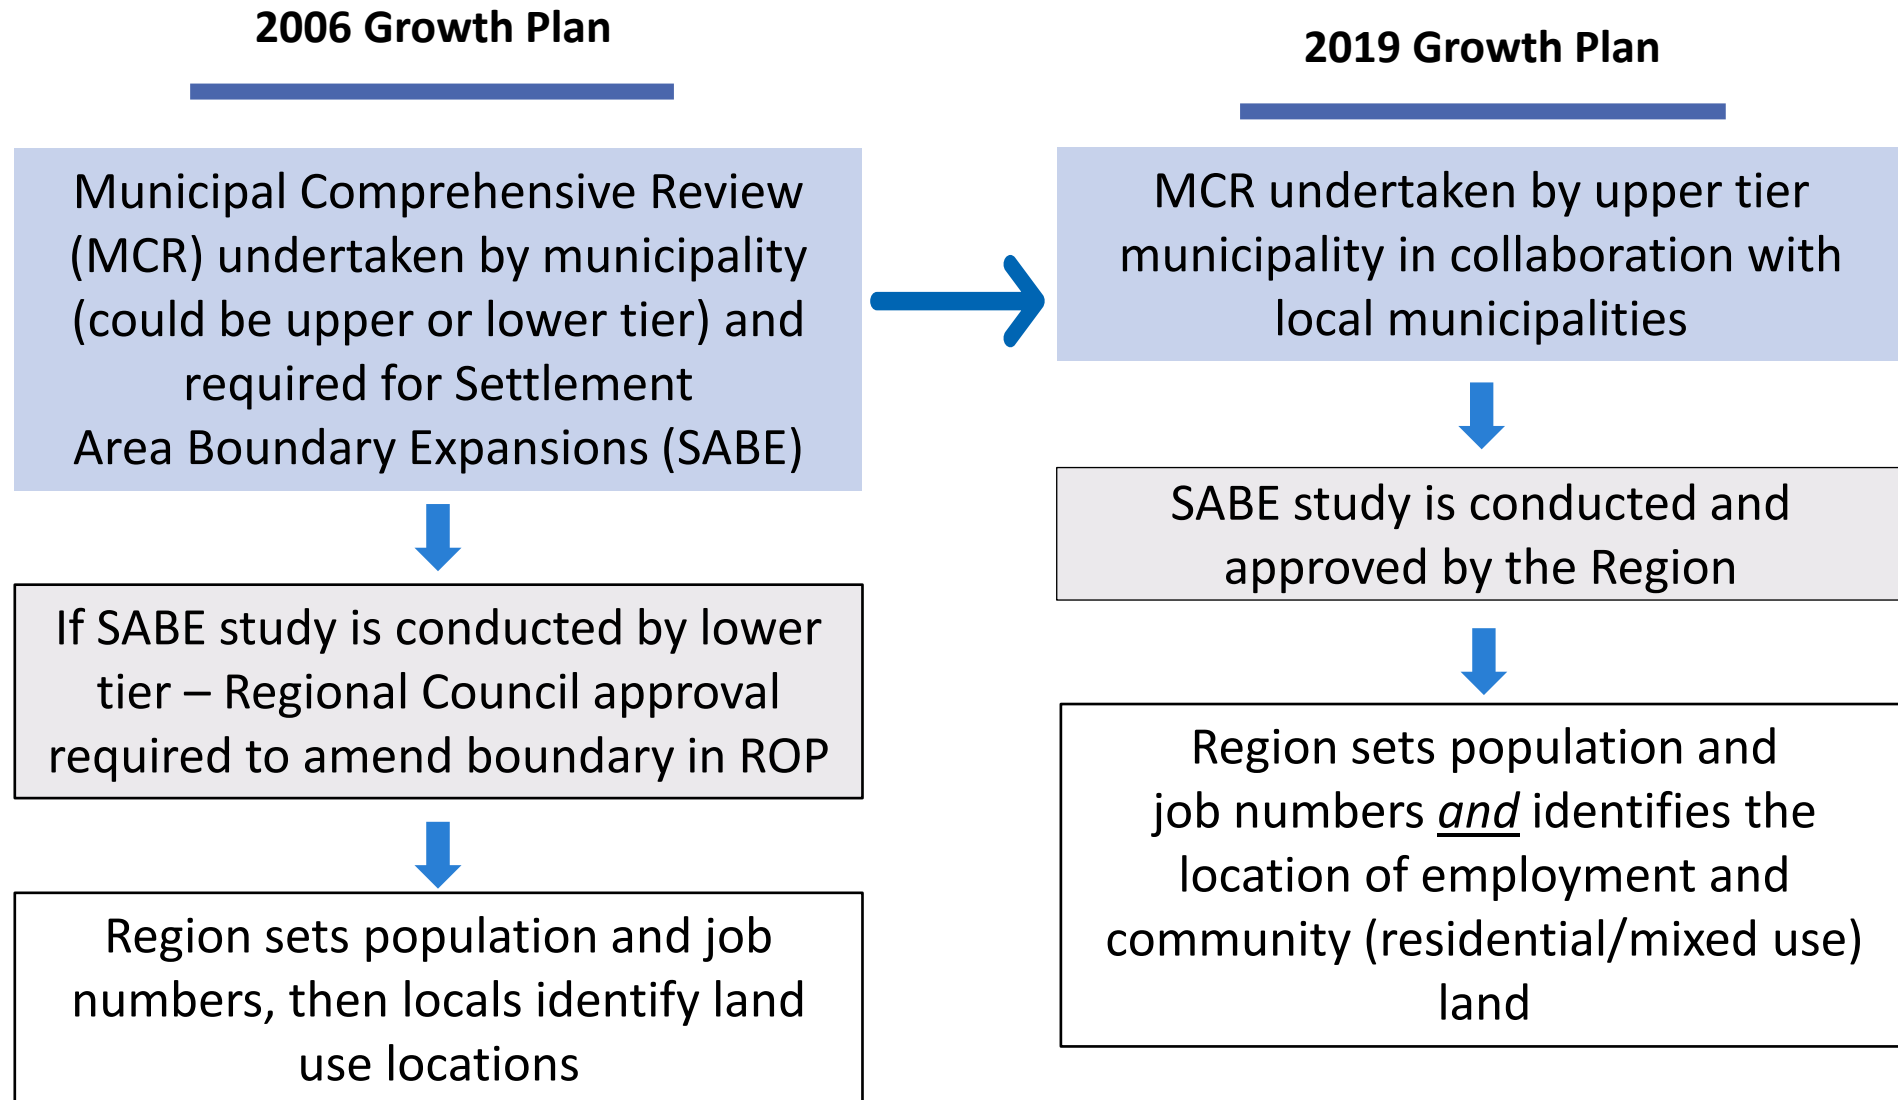 2006 Growth Plan
Municipal Comprehensive Review
(MCR) undertaken by municipality
(could be upper or lower tier) and
required for Settlement
Area Boundary Expansions (SABE)
If SABE study is conducted by lower
tier – Regional Council approval
required to amend boundary in ROP
Region sets population and job
numbers, then locals identify land
use locations
2019 Growth Plan
MCR undertaken by upper tier
municipality in collaboration with
local municipalities
SABE study is conducted and
approved by the Region
Region sets population and
job numbers and identifies the
location of employment and
community (residential/mixed use)
land